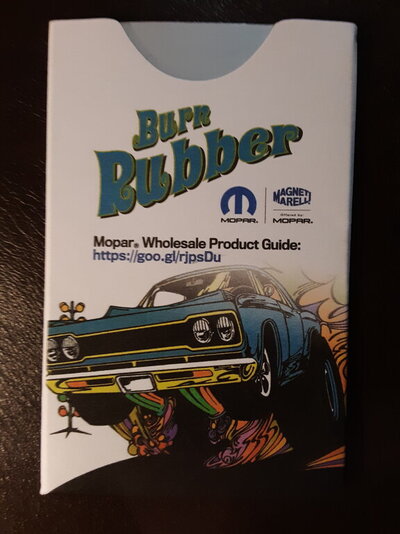 Burn
Rubber
MOPAR®
MAGNETI
MARELLI
Offered by
MOPAR®
Mopar® Wholesale Product Guide:
https://goo.gl/rjpsDu